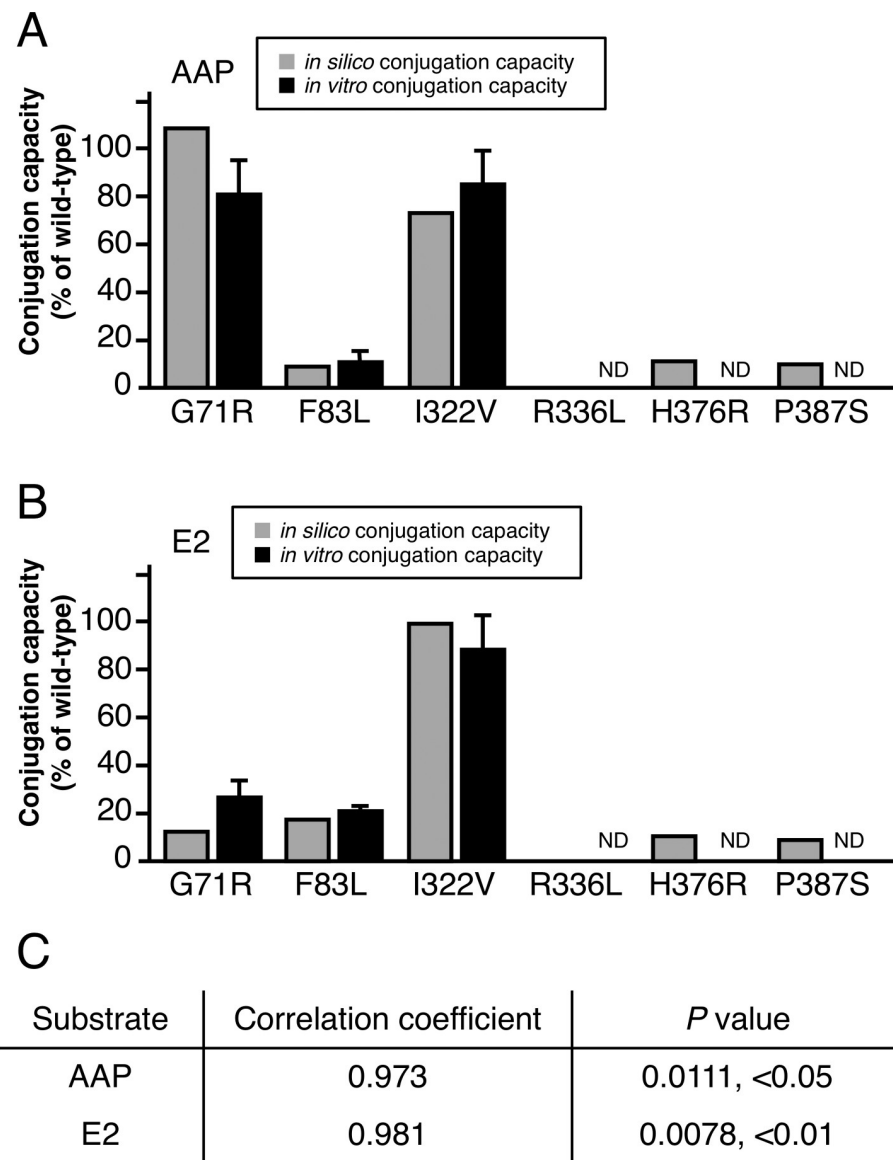 A
AAP
in silico conjugation capacity
in vitro conjugation capacity
Conjugation capacity
(% of wild-type)
100
80
60
40
20
0
ND
ND
ND
G71R F83L I322V R336L H376R P387S
B
E2
in silico conjugation capacity
in vitro conjugation capacity
Conjugation capacity
(% of wild-type)
100
80
60
40
20
0
ND
ND
ND
G71R F83L I322V R336L H376R P387S
C
Substrate Correlation coefficient P value
AAP 0.973 0.0111, <0.05
E2 0.981 0.0078, <0.01